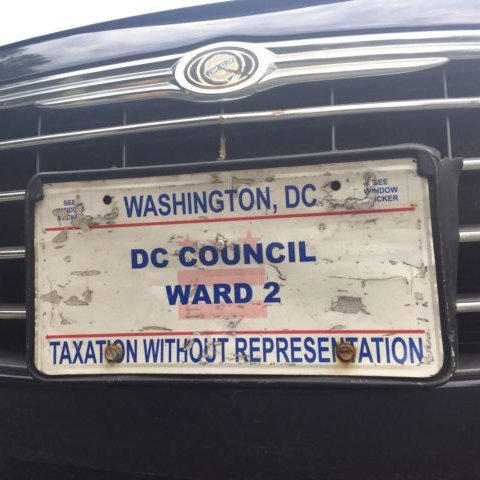 WASHINGTON, DC
SEE
WINDOW
STICKER
DC COUNCIL
WARD 2
TAXATION WITHOUT REPRESENTATION